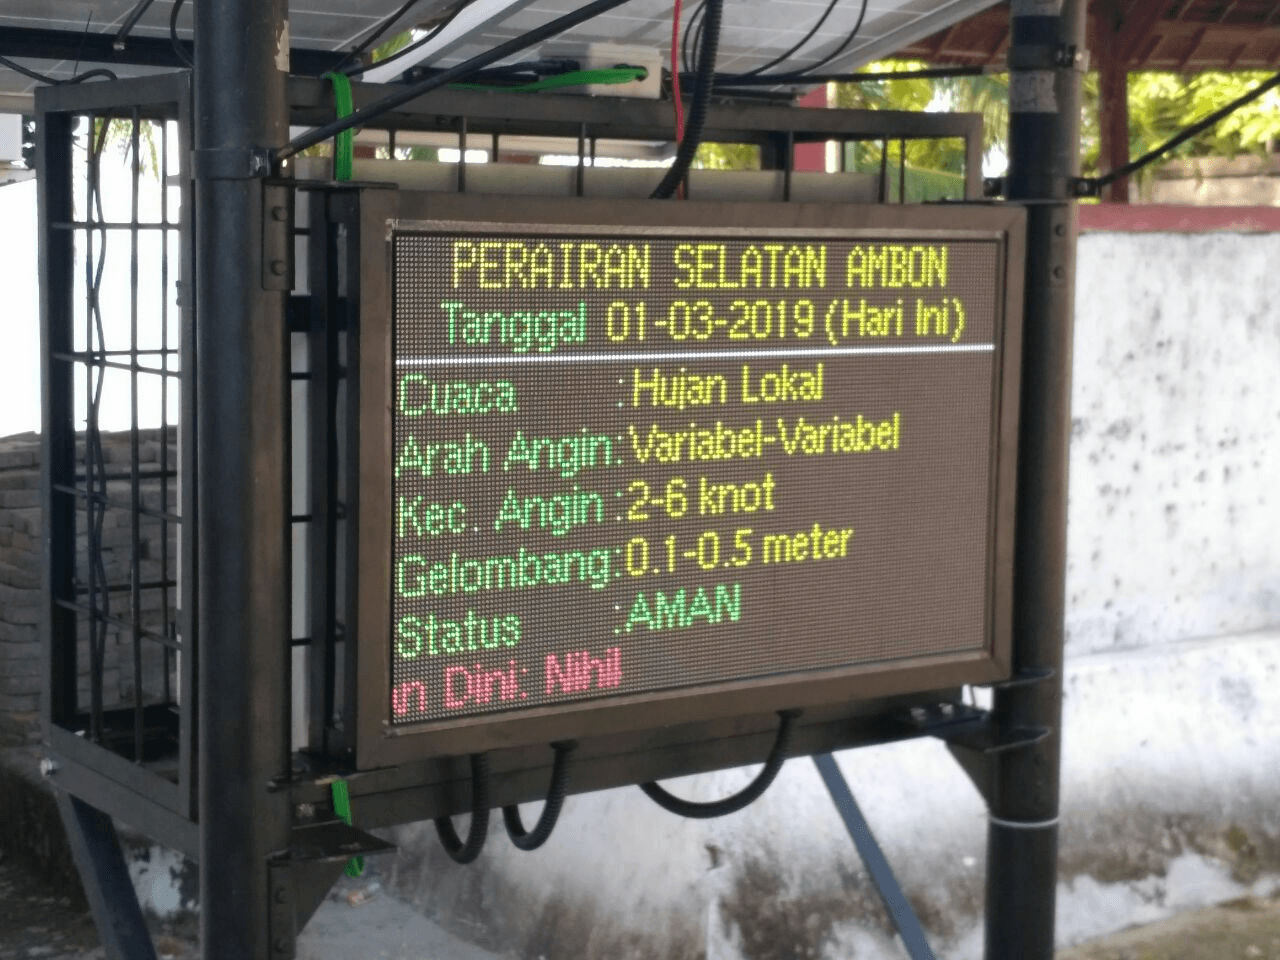 PERAIRAN SELATAN AMBON
Tanggal 01-03-2019 (Hari Ini)
Cuaca : Hujan Lokal
Arah Angin: Variabel-Variabel
Kec. Angin : 2-6 knot
Gelombang: 0.1-0.5 meter
Status : AMAN
n Dini: Nihil